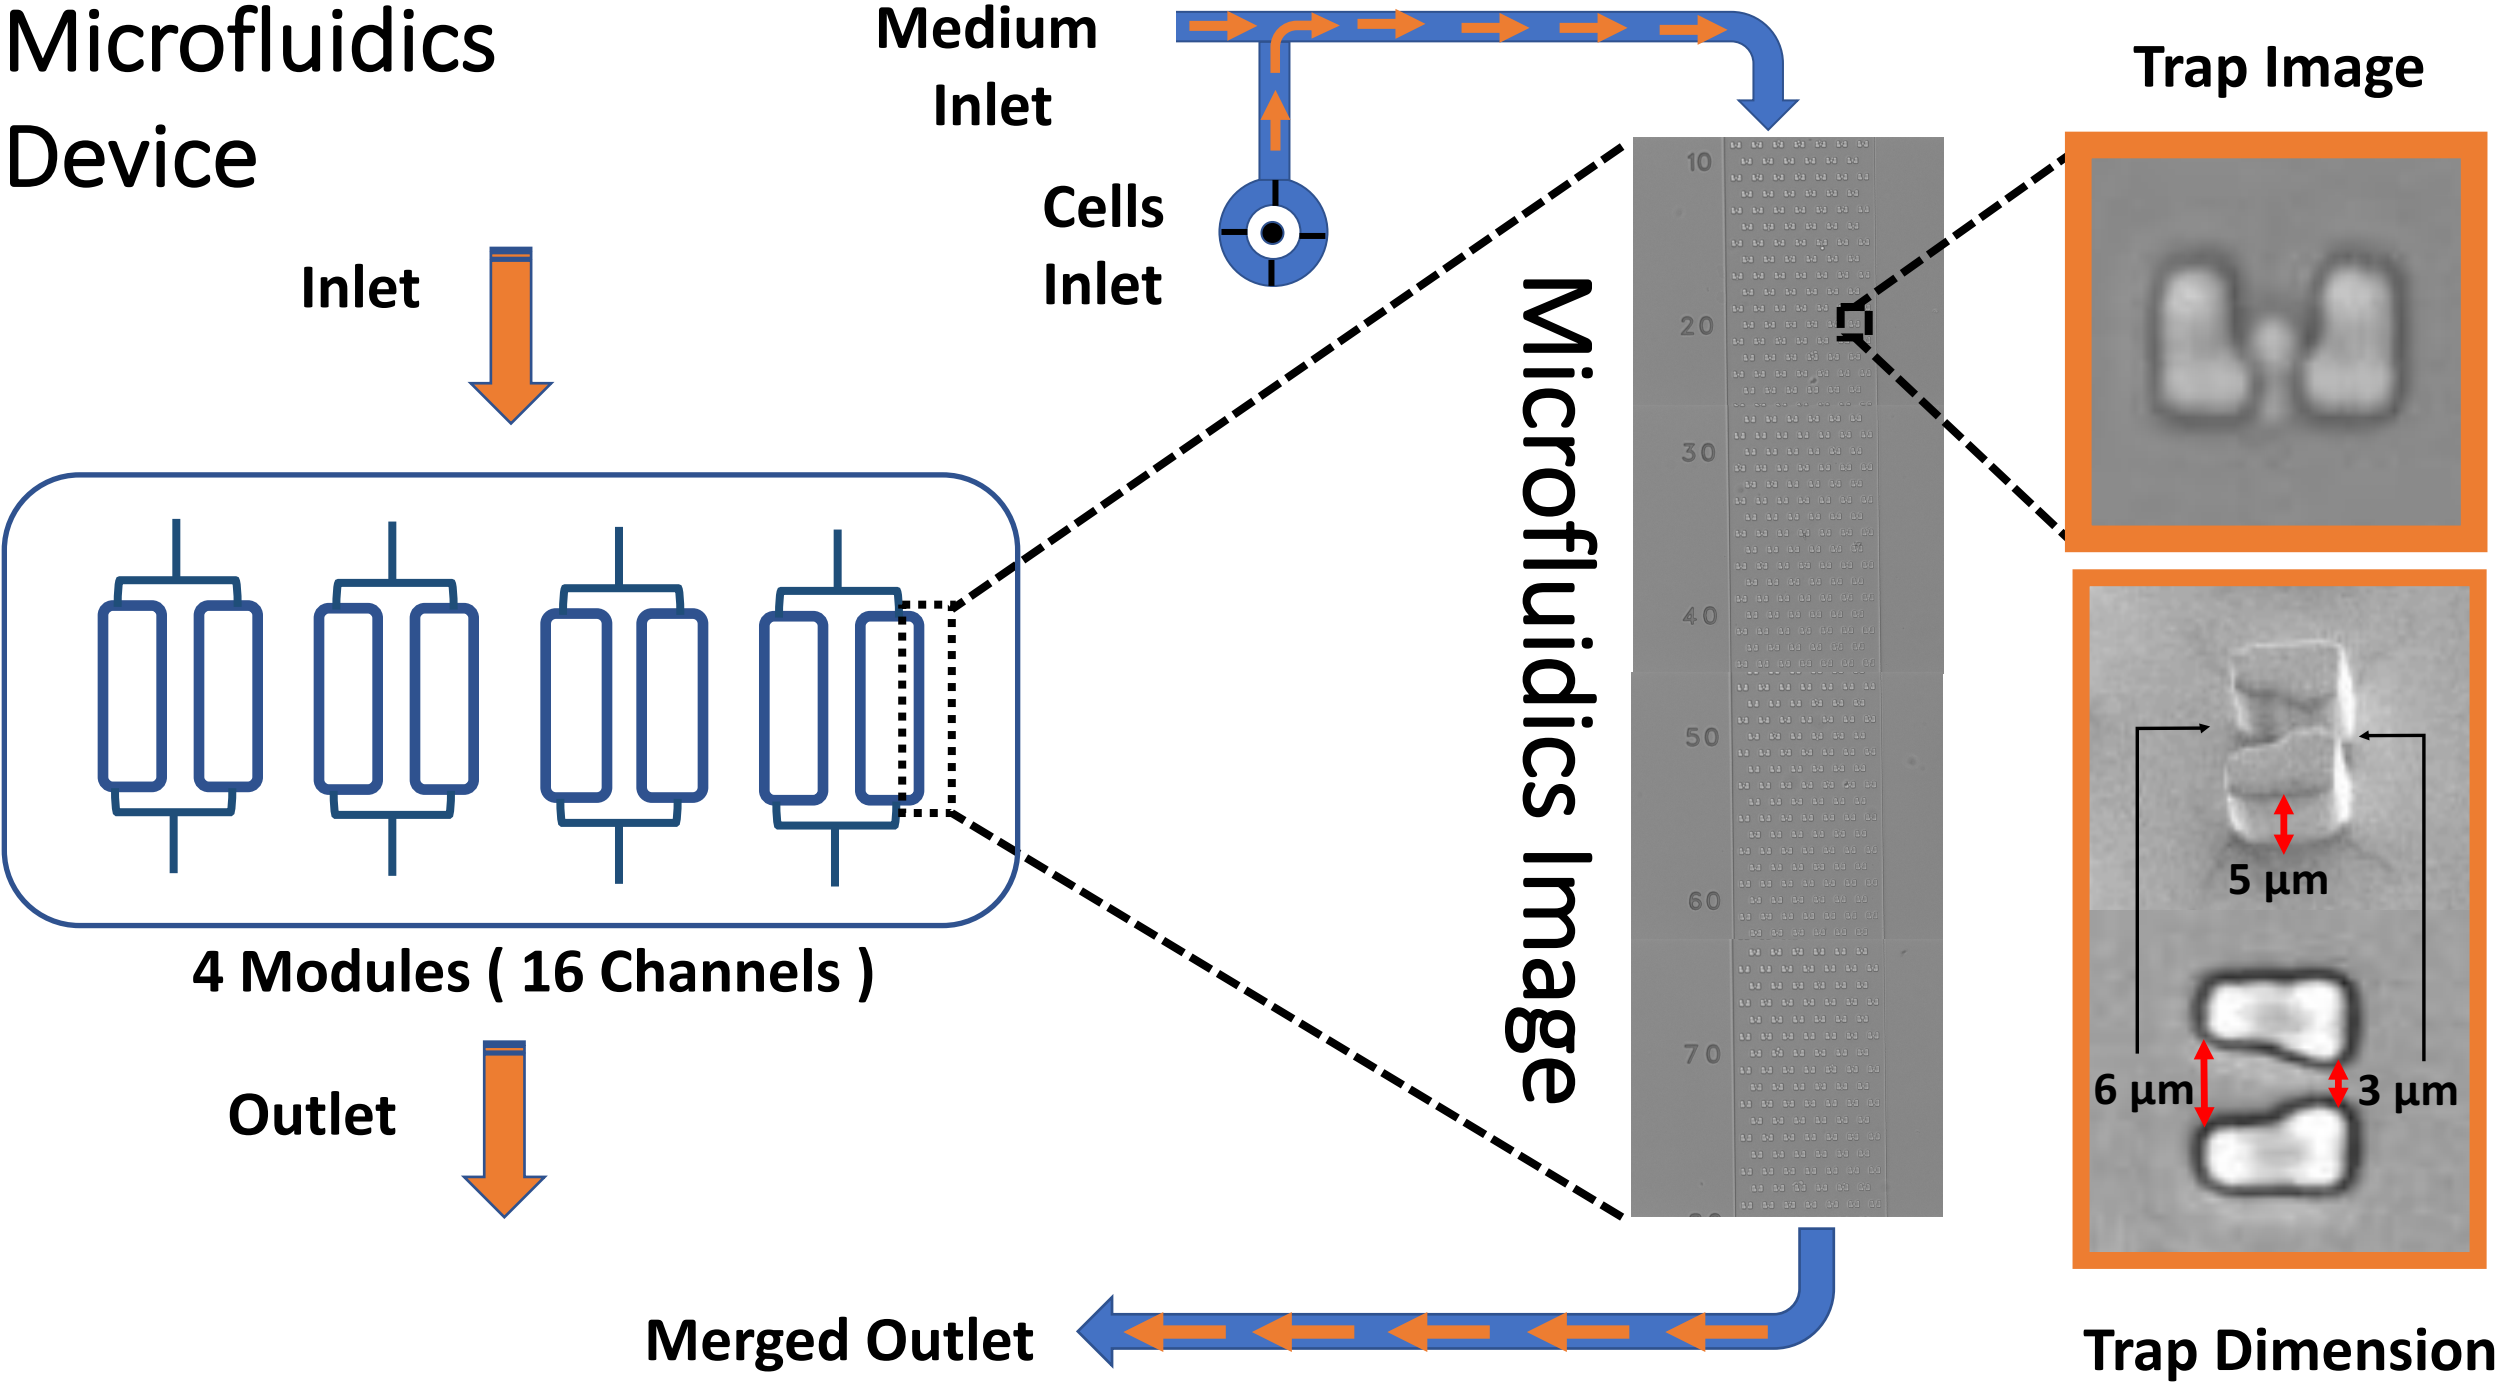 Microfluidics
Device
Medium
Inlet
Cells
Inlet
Trap Image
Inlet
10
20
30
40
50
60
70
Microfluidics Image
5 μm
6 μm
3 μm
4 Modules ( 16 Channels )
Outlet
Merged Outlet
Trap Dimension